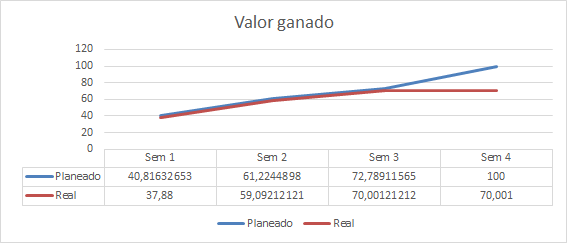 Valor ganado
120
100
80
60
40
20
0
Sem 1 Sem 2 Sem 3 Sem 4
Planeado 40,81632653 61,2244898 72,78911565 100
Real 37,88 59,09212121 70,00121212 70,001
Planeado Real